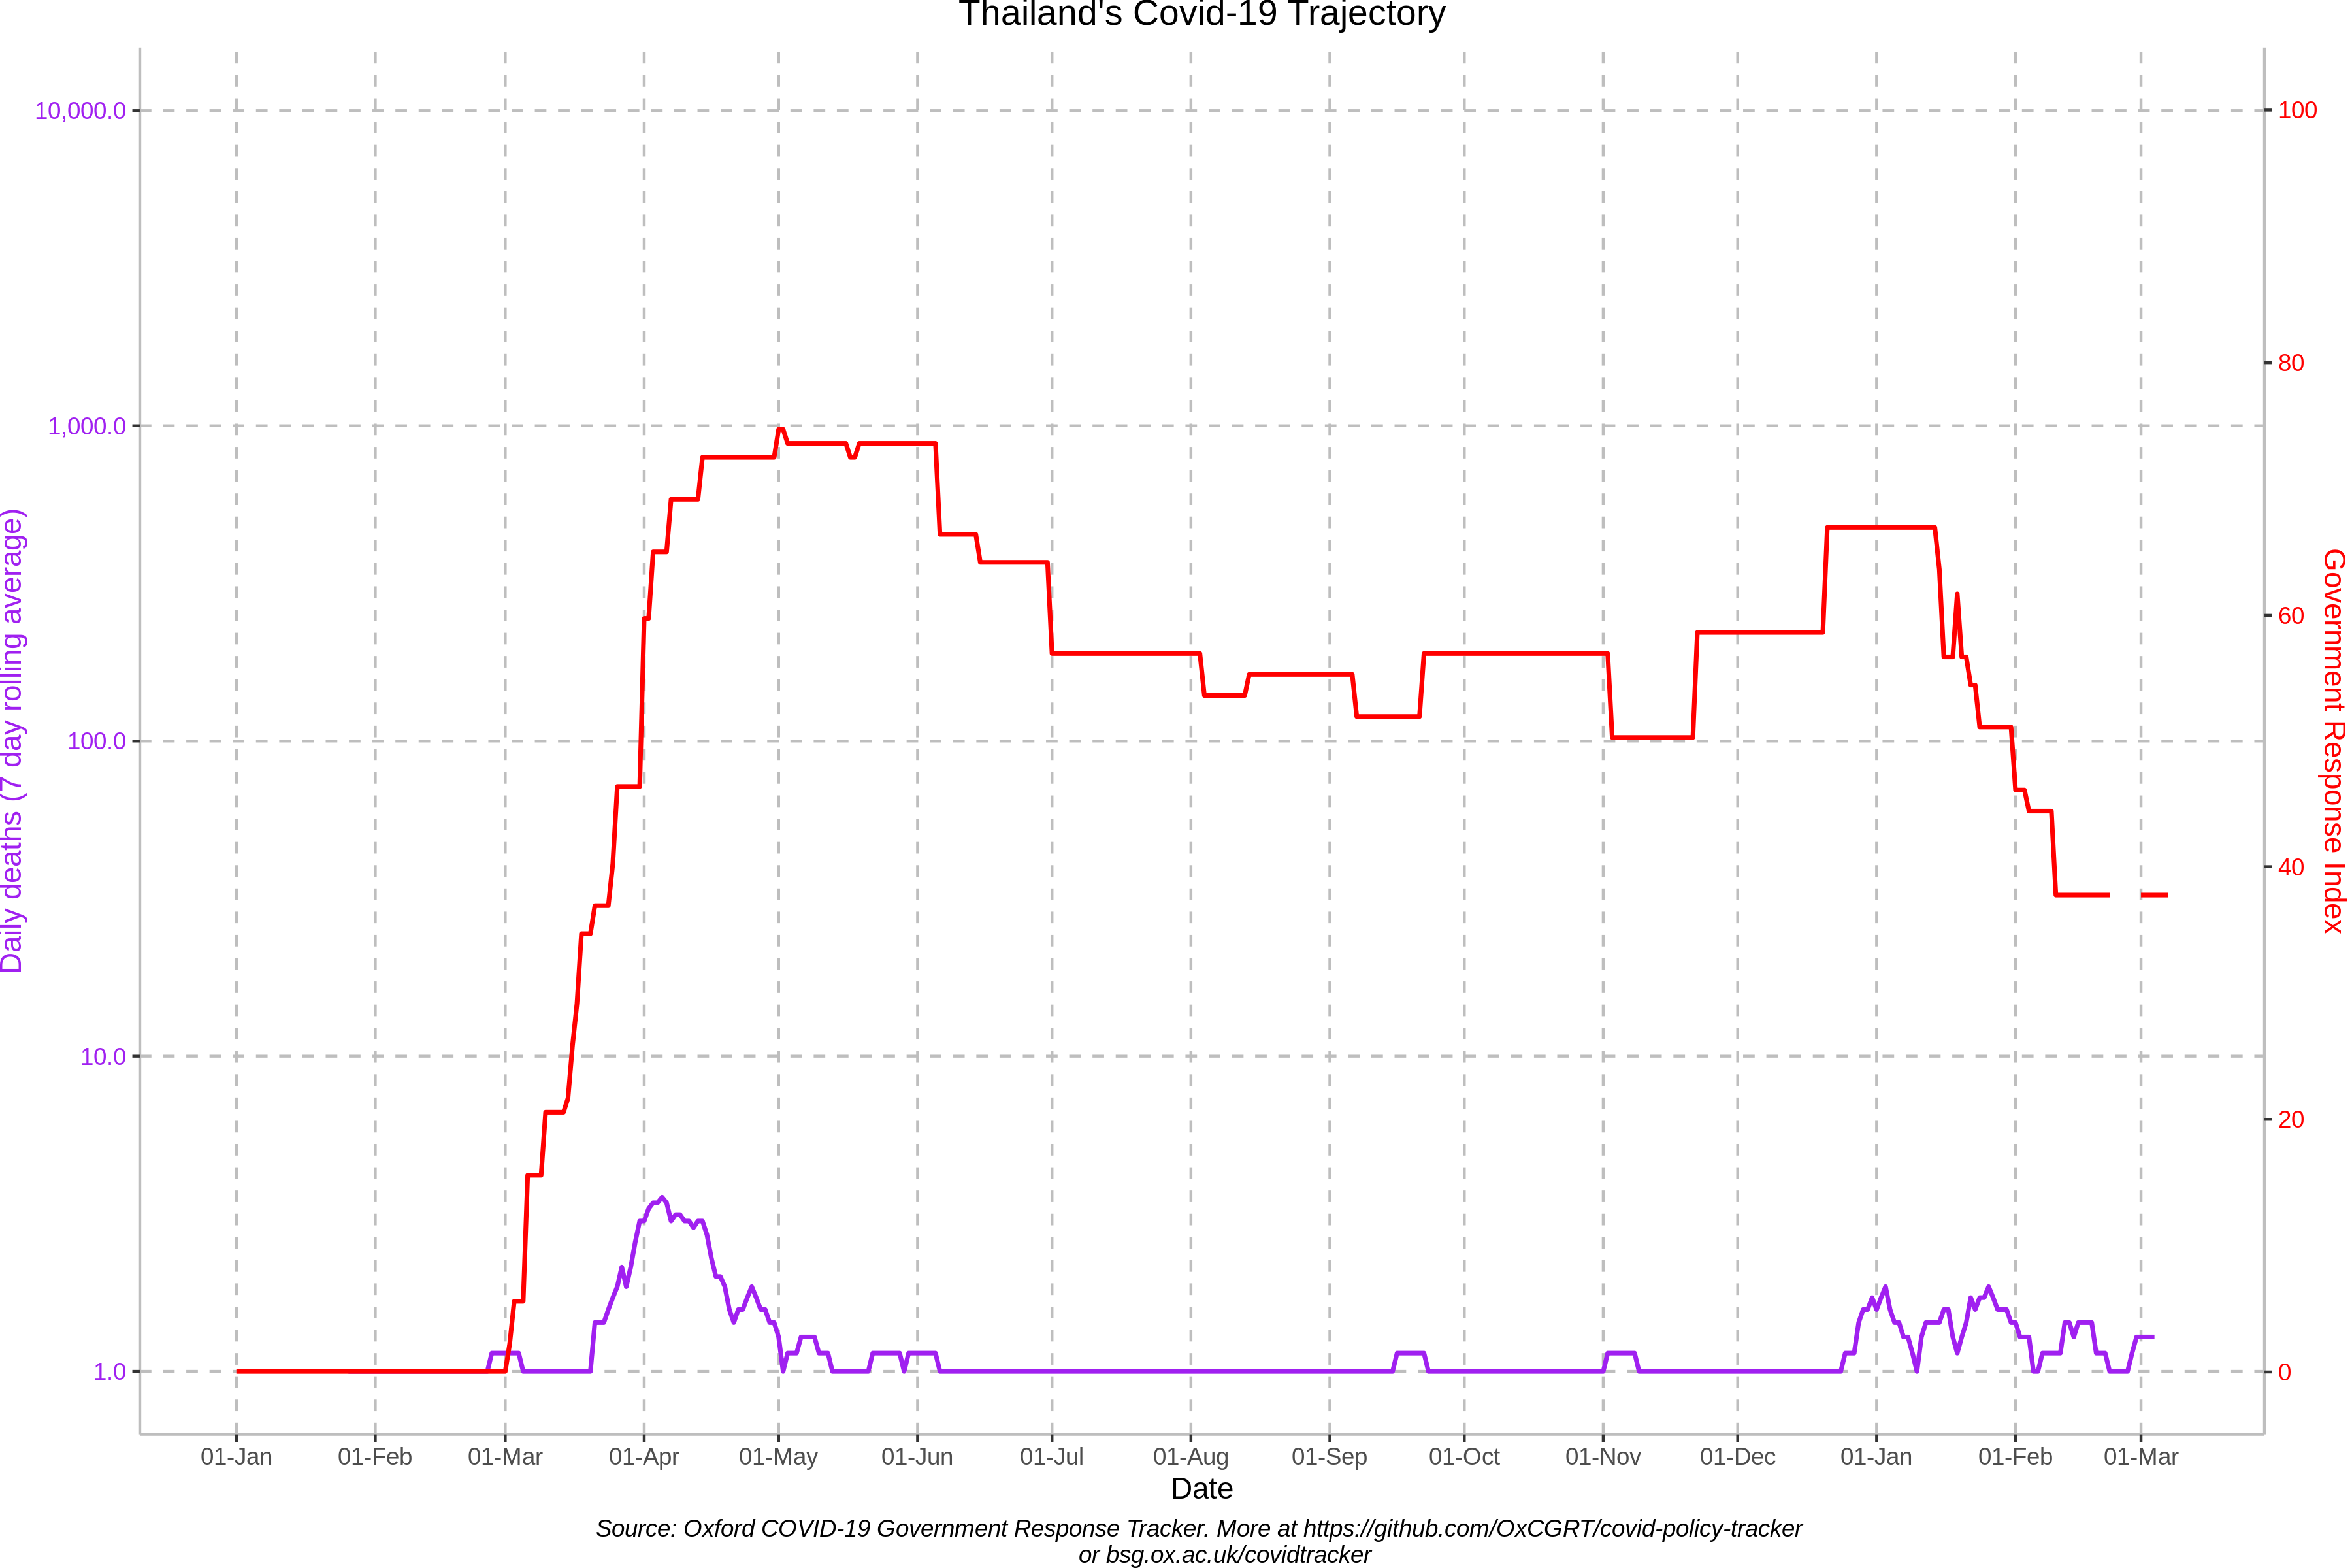 Thailand's Covid-19 Trajectory
10,000.0
1,000.0
100.0
10.0
1.0
Daily deaths (7 day rolling average)
100
80
60
40
20
0
Government Response Index
01-Jan 01-Feb 01-Mar 01-Apr 01-May 01-Jun 01-Jul 01-Aug 01-Sep 01-Oct 01-Nov 01-Dec 01-Jan 01-Feb 01-Mar
Date
Source: Oxford COVID-19 Government Response Tracker. More at https://github.com/OxCGRT/covid-policy-tracker
or bsg.ox.ac.uk/covidtracker